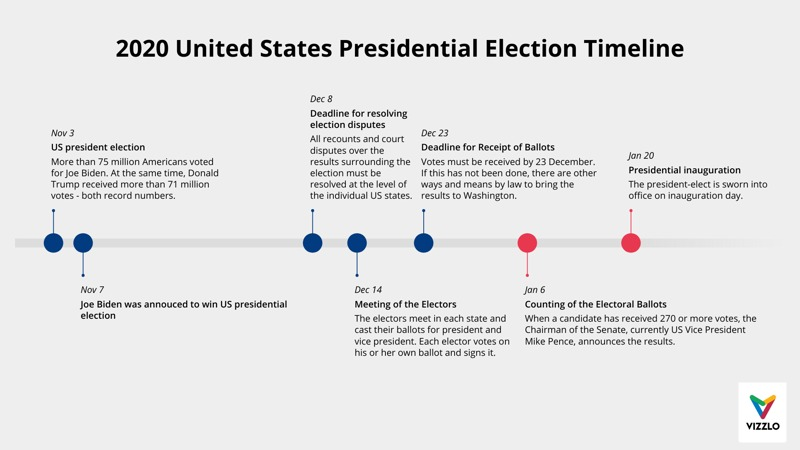 2020 United States Presidential Election Timeline
Nov 3
US president election
More than 75 million Americans voted
for Joe Biden. At the same time, Donald
Trump received more than 71 million
votes - both record numbers.
Nov 7
Joe Biden was annouced to win US presidential
election
Dec 8
Deadline for resolving
election disputes
All recounts and court
disputes over the
results surrounding the
election must be
resolved at the level of
the individual US states.
Dec 14
Meeting of the Electors
The electors meet in each state and
cast their ballots for president and
vice president. Each elector votes on
his or her own ballot and signs it.
Dec 23
Deadline for Receipt of Ballots
Votes must be received by 23 December.
If this has not been done, there are other
ways and means by law to bring the
results to Washington.
Jan 6
Counting of the Electoral Ballots
When a candidate has received 270 or more votes, the
Chairman of the Senate, currently US Vice President
Mike Pence, announces the results.
Jan 20
Presidential inauguration
The president-elect is sworn into
office on inauguration day.
VIZZLO